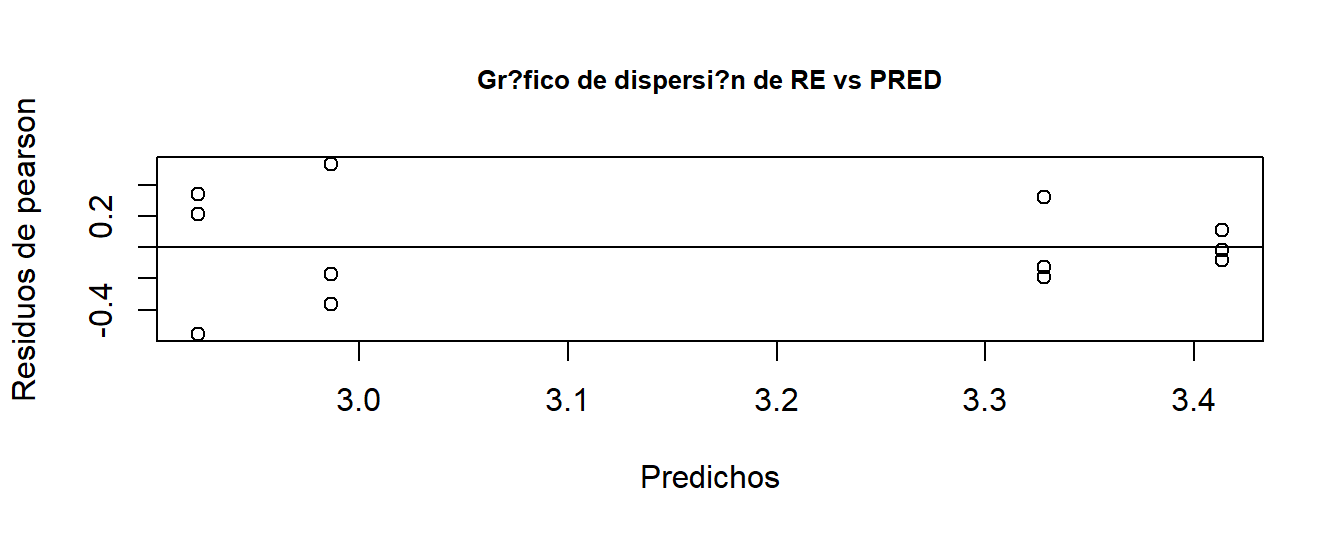 Gr?fico de dispersi?n de RE vs PRED
Residuos de pearson
0.2
-0.4
3.0 3.1 3.2 3.3 3.4
Predichos